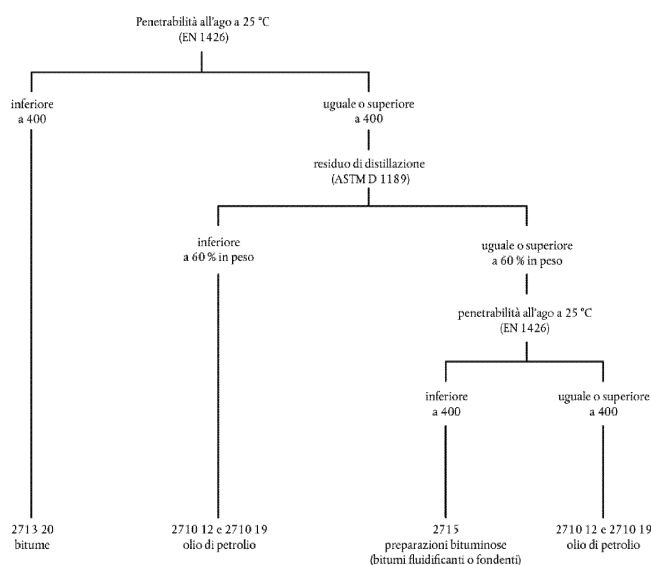 Penetrabilità all'ago a 25 °C
(EN 1426)
inferiore
a 400
uguale o superiore
a 400
residuo di distillazione
(ASTM D 1189)
inferiore
a 60 % in peso
uguale o superiore
a 60 % in peso
penetrabilità all'ago a 25 °C
(EN 1426)
inferiore
a 400
uguale o superiore
a 400
2713 20
bitume
2710 12 e 2710 19
olio di petrolio
2715
preparazioni bituminose
(bitumi fluidificanti o fondenti)
2710 12 e 2710 19
olio di petrolio